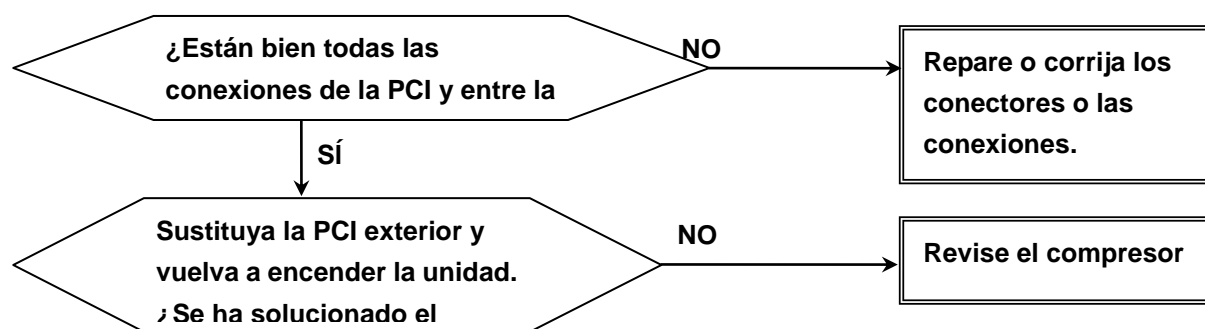 ¿Están bien todas las
conexiones de la PCI y entre la
NO
Repare o corrija los
conectores o las
conexiones.
SÍ
Sustituya la PCI exterior y
vuelva a encender la unidad.
¿Se ha solucionado el
NO
Revise el compresor